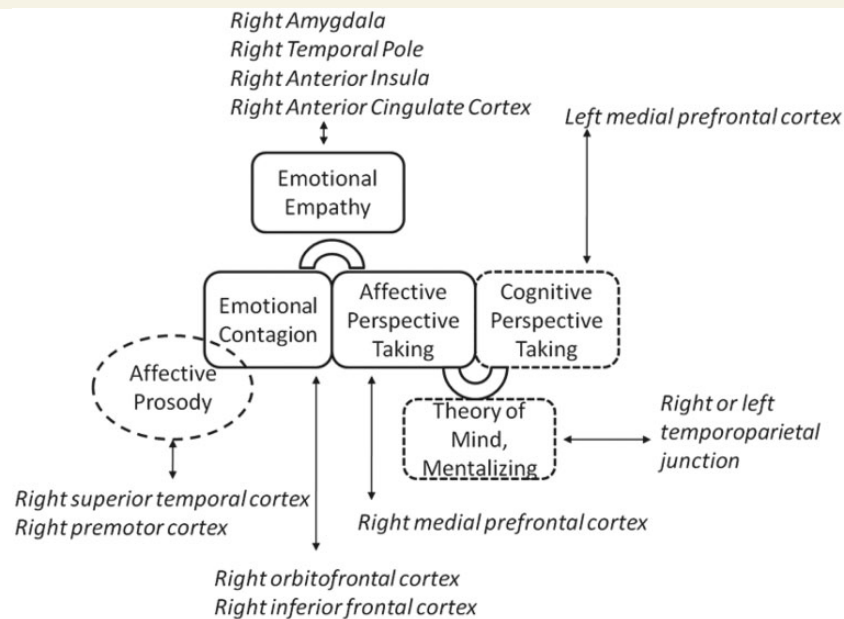 Right Amygdala
Right Temporal Pole
Right Anterior Insula
Right Anterior Cingulate Cortex
Left medial prefrontal cortex
Emotional
Empathy
Emotional
Contagion
Affective
Perspective
Taking
Cognitive
Perspective
Taking
Affective
Prosody
Theory of
Mind,
Mentalizing
Right or left
temporoparietal
junction
Right superior temporal cortex
Right premotor cortex
Right medial prefrontal cortex
Right orbitofrontal cortex
Right inferior frontal cortex